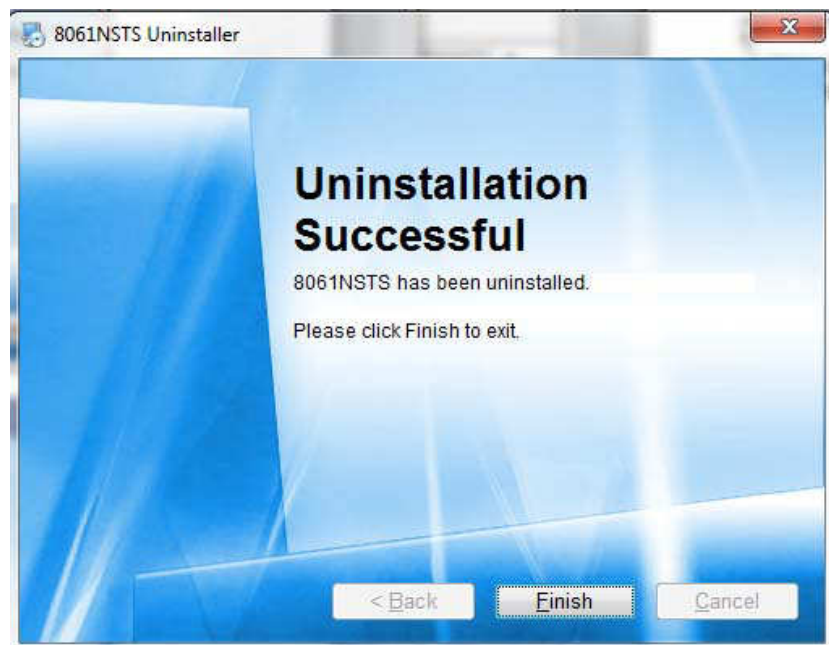 8061NSTS Uninstaller
Uninstallation
Successful
8061NSTS has been uninstalled.
Please click Finish to exit.
< Back
Finish
Cancel